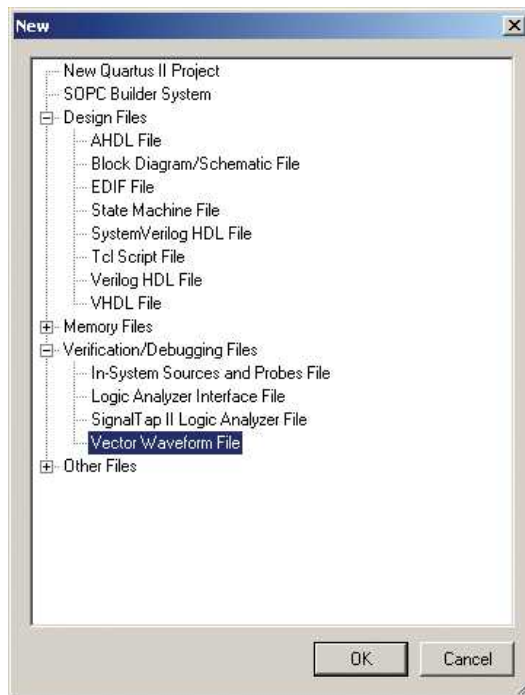 New
New Quartus II Project
SOPC Builder System
Design Files
AHDL File
Block Diagram/Schematic File
EDIF File
State Machine File
SystemVerilog HDL File
Tcl Script File
Verilog HDL File
VHDL File
Memory Files
Verification/Debugging Files
In-System Sources and Probes File
Logic Analyzer Interface File
SignalTap II Logic Analyzer File
Vector Waveform File
Other Files
OK Cancel